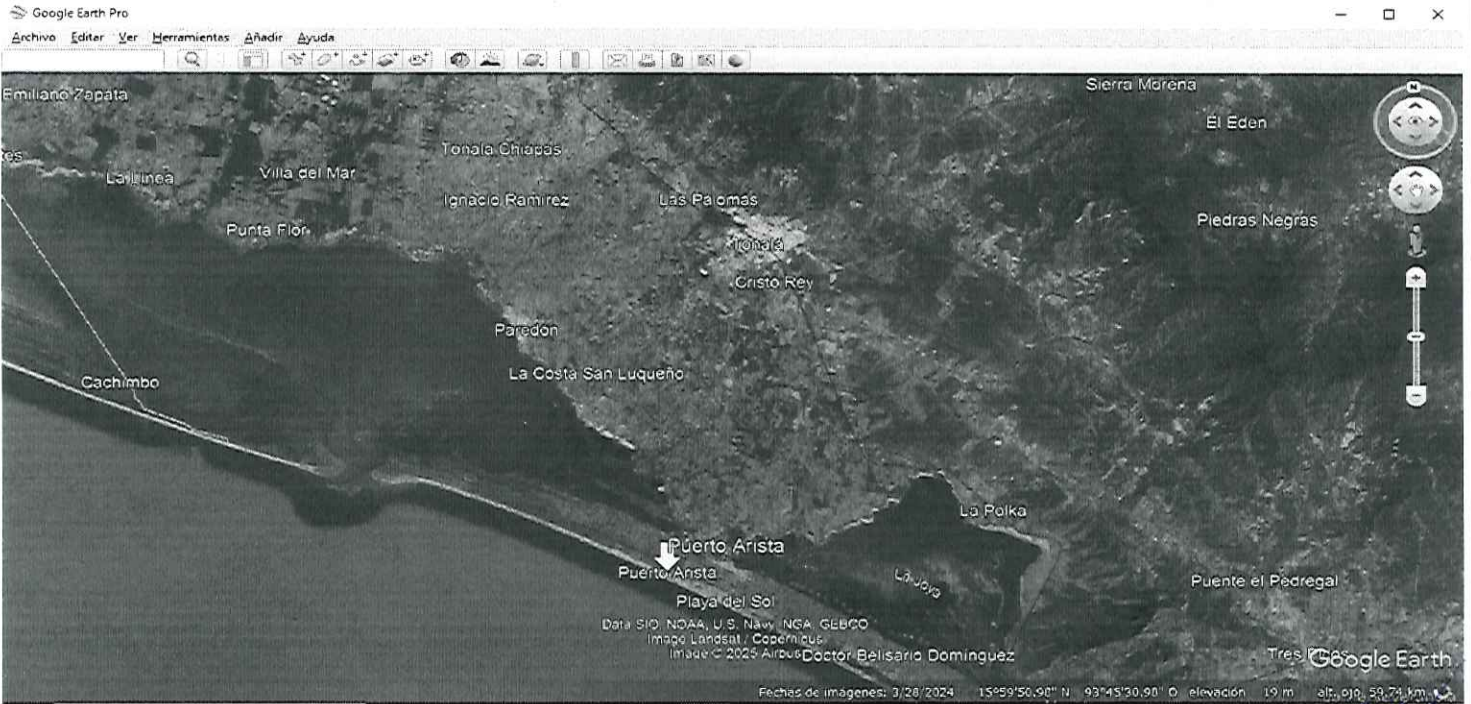 Google Earth Pro
Archivo Editar Ver Herramientas Añadir Ayuda
Emiliano Zapata
Sierra Morena
N
El Eden
Tonala Chiapas
La Linea
Villa del Mar
Ignacio Ramirez
Las Palomas
Piedras Negras
Punta Flor
Tonalá
Cristo Rey
Paredon
La Costa San Luqueño
Cachimbo
La Polka
Puerto Arista
Puerto Arista
La Joya
Puente el Pedregal
Playa del Sol
Data SIO, NOAA, U.S. Navy, NGA, GEBCO
Image Landsat / Copernicus
Image © 2025 Airbus
Doctor Belisario Domínguez
Tres
Google Earth
Fechas de imágenes: 3/28/2024 15°59'50.98" N 93°45'30.98" O elevación 19 m alt. ojo 59.74 km